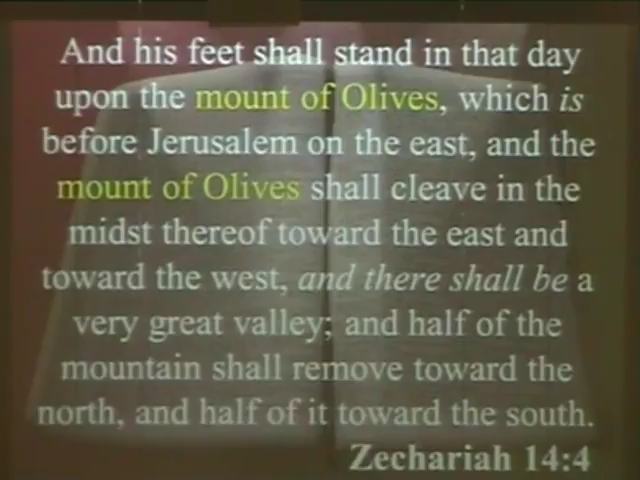 And his feet shall stand in that day
upon the mount of Olives, which is
before Jerusalem on the east, and the
mount of Olives shall cleave in the
midst thereof toward the east and
toward the west, and there shall be a
very great valley; and half of the
mountain shall remove toward the
north, and half of it toward the south.
Zechariah 14:4